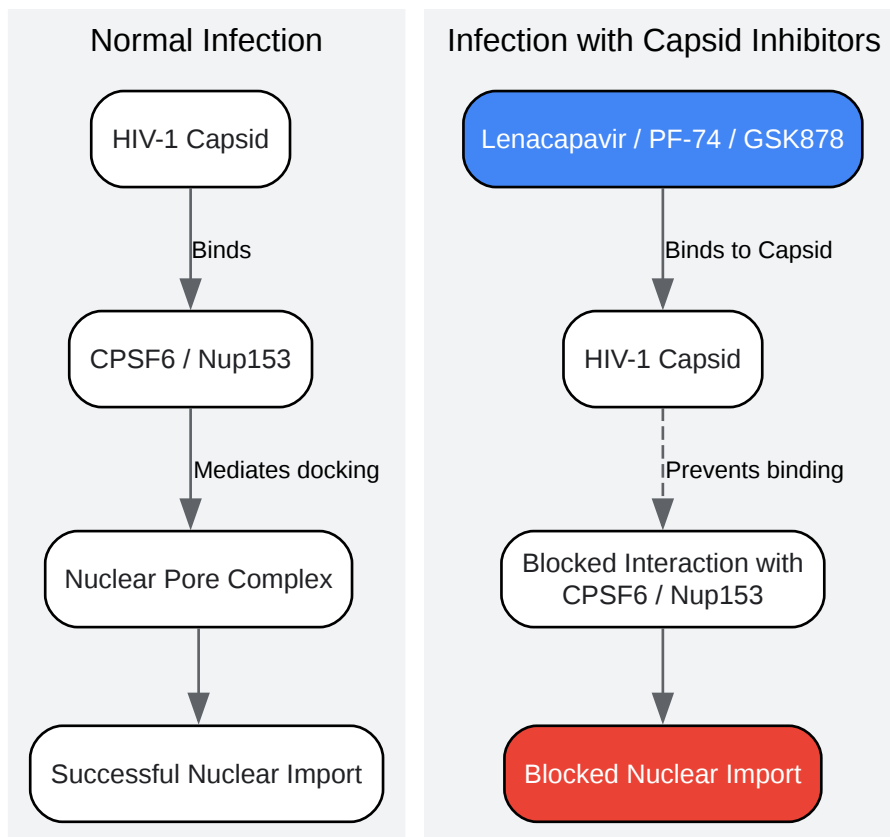 Normal Infection
HIV-1 Capsid
Binds
CPSF6 / Nup153
Mediates docking
Nuclear Pore Complex
Successful Nuclear Import
Infection with Capsid Inhibitors
Lenacapavir / PF-74 / GSK878
Binds to Capsid
HIV-1 Capsid
Prevents binding
Blocked Interaction with
CPSF6 / Nup153
Blocked Nuclear Import